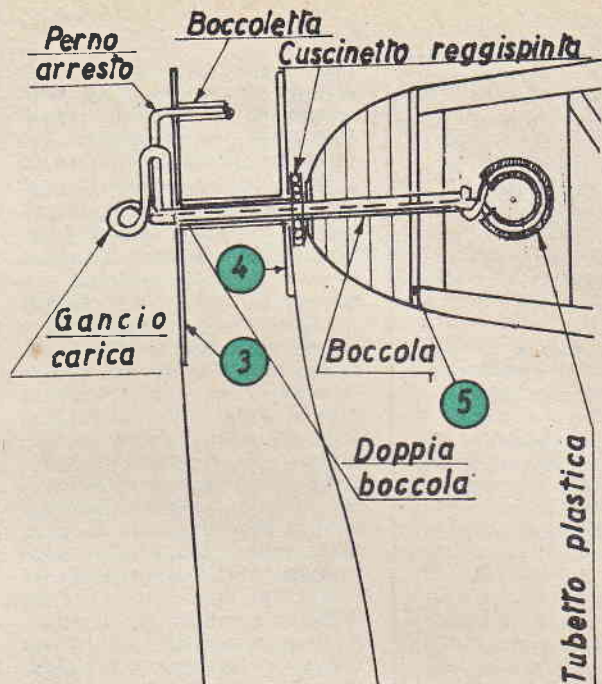 Perno
arresto
Boccoletta
Cuscinetto reggispinta
4
Gancio
carica
3
Boccola
5
Doppia
boccola
Tubetto plastica